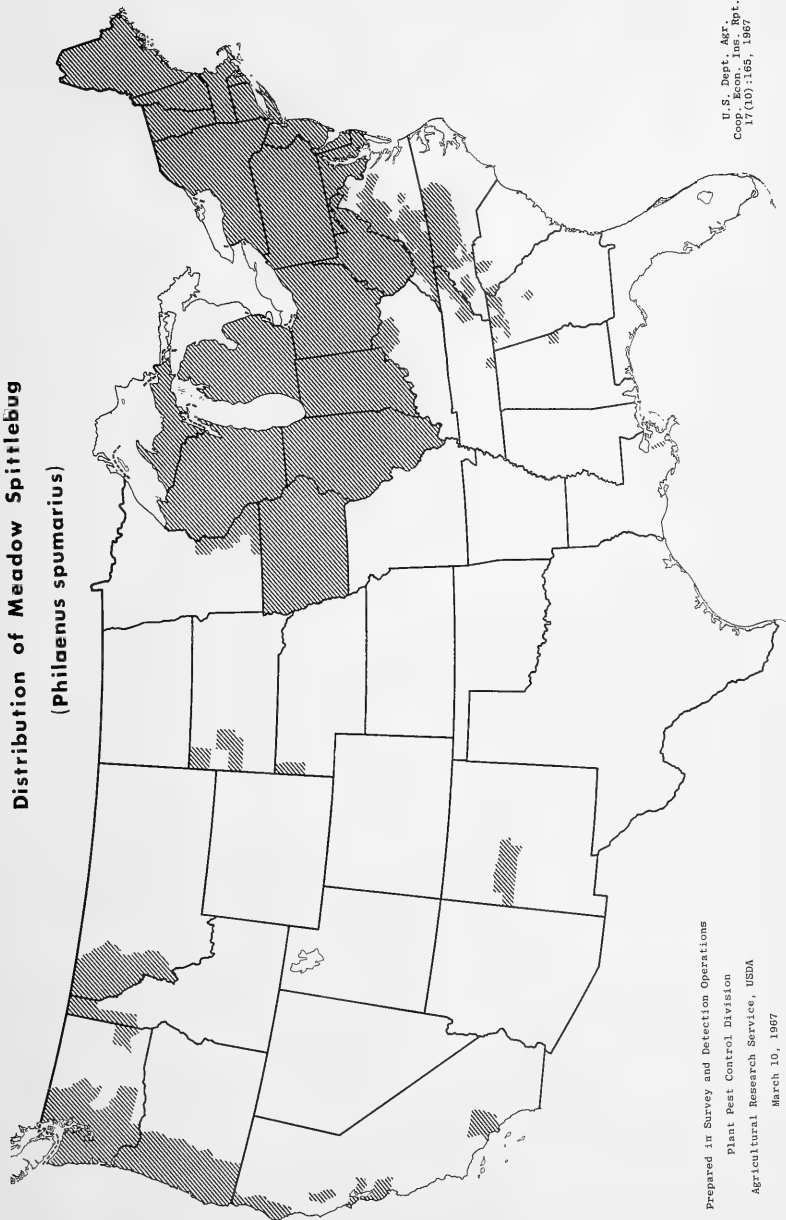 Distribution of Meadow Spittlebug
(Philaenus spumarius)
U.S. Dept. Agr.
Coop. Econ. Ins. Rpt.
17(10):165, 1967
Prepared in Survey and Detection Operations
Plant Pest Control Division
Agricultural Research Service, USDA
March 10, 1967